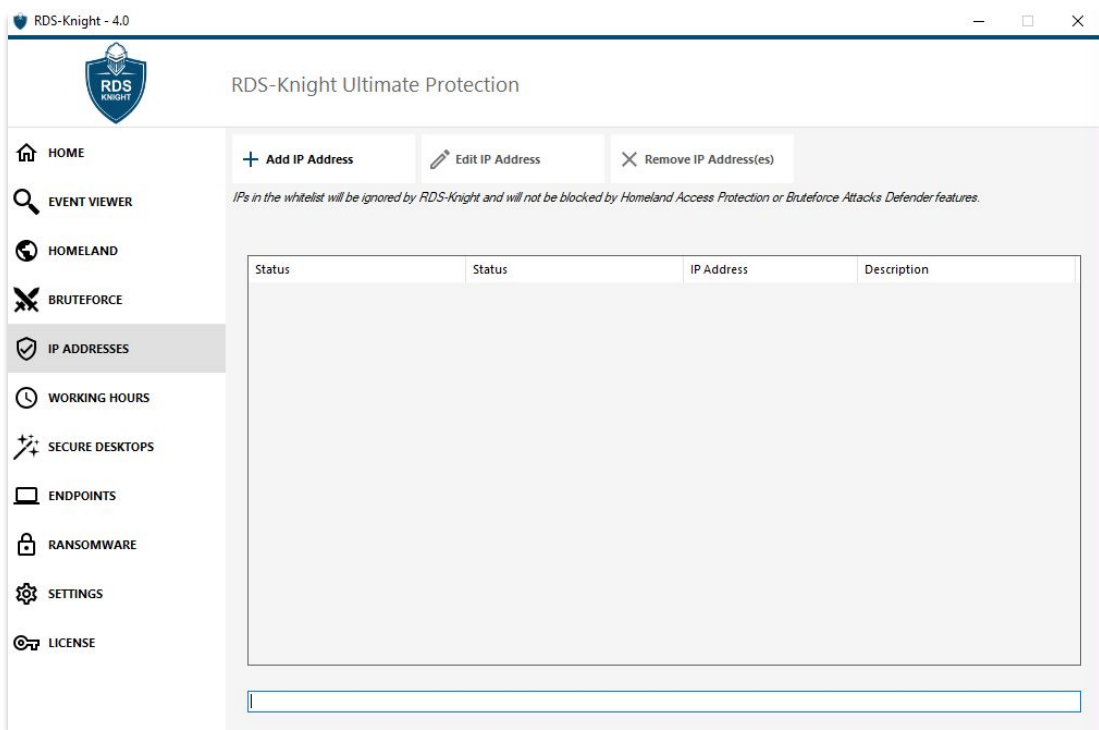 RDS-Knight - 4.0
RDS
KNIGHT
RDS-Knight Ultimate Protection
HOME
EVENT VIEWER
HOMELAND
BRUTEFORCE
IP ADDRESSES
WORKING HOURS
SECURE DESKTOPS
ENDPOINTS
RANSOMWARE
SETTINGS
LICENSE
Add IP Address Edit IP Address Remove IP Address(es)
IPs in the whitelist will be ignored by RDS-Knight and will not be blocked by Homeland Access Protection or Bruteforce Attacks Defender features.
Status Status IP Address Description